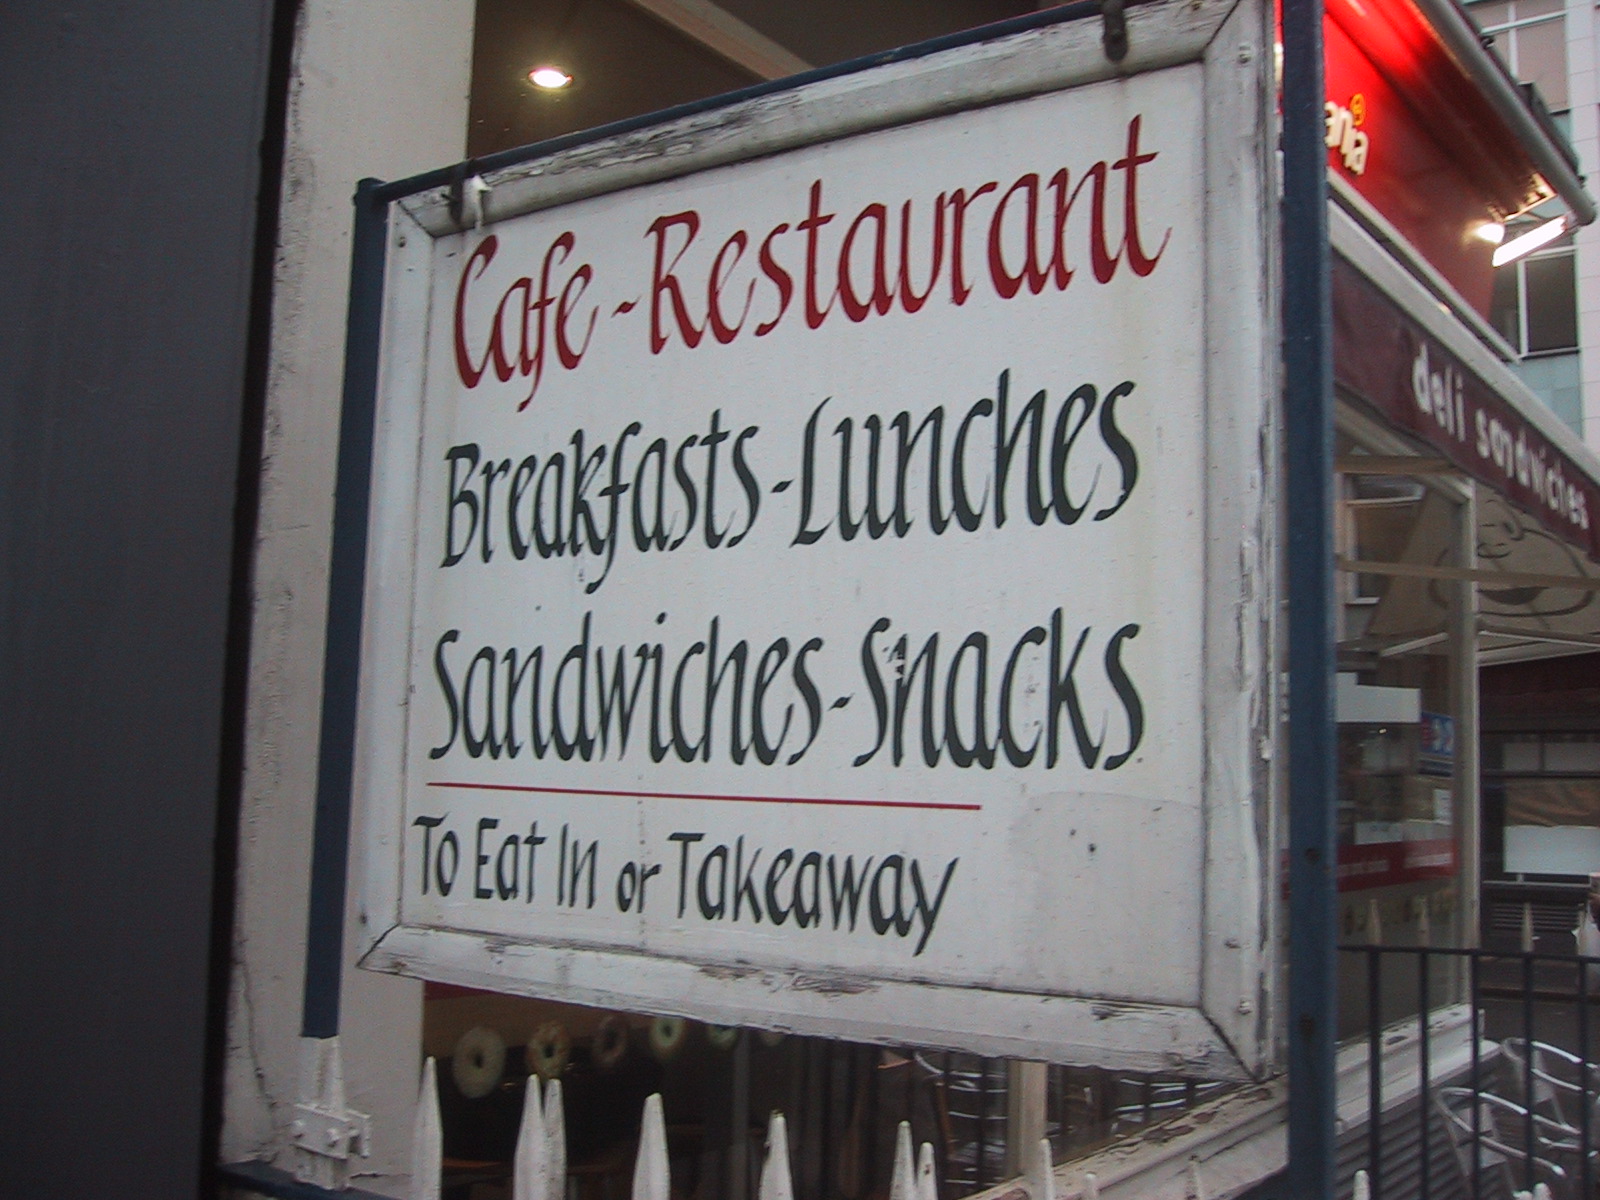 Cafe-Restaurant
Breakfasts-Lunches
Sandwiches-Snacks
To Eat In or Takeaway
deli sandwiches